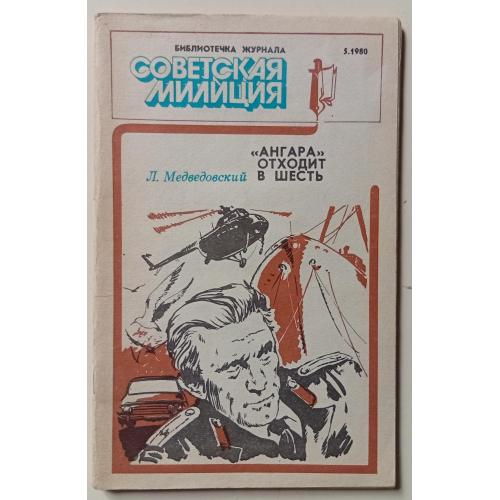 БИБЛИОТЕЧКА ЖУРНАЛА
5.1980
СОВЕТСКАЯ
МИЛИЦИЯ
«АНГАРА»
ОТХОДИТ
В ШЕСТЬ
Л. Медведовский